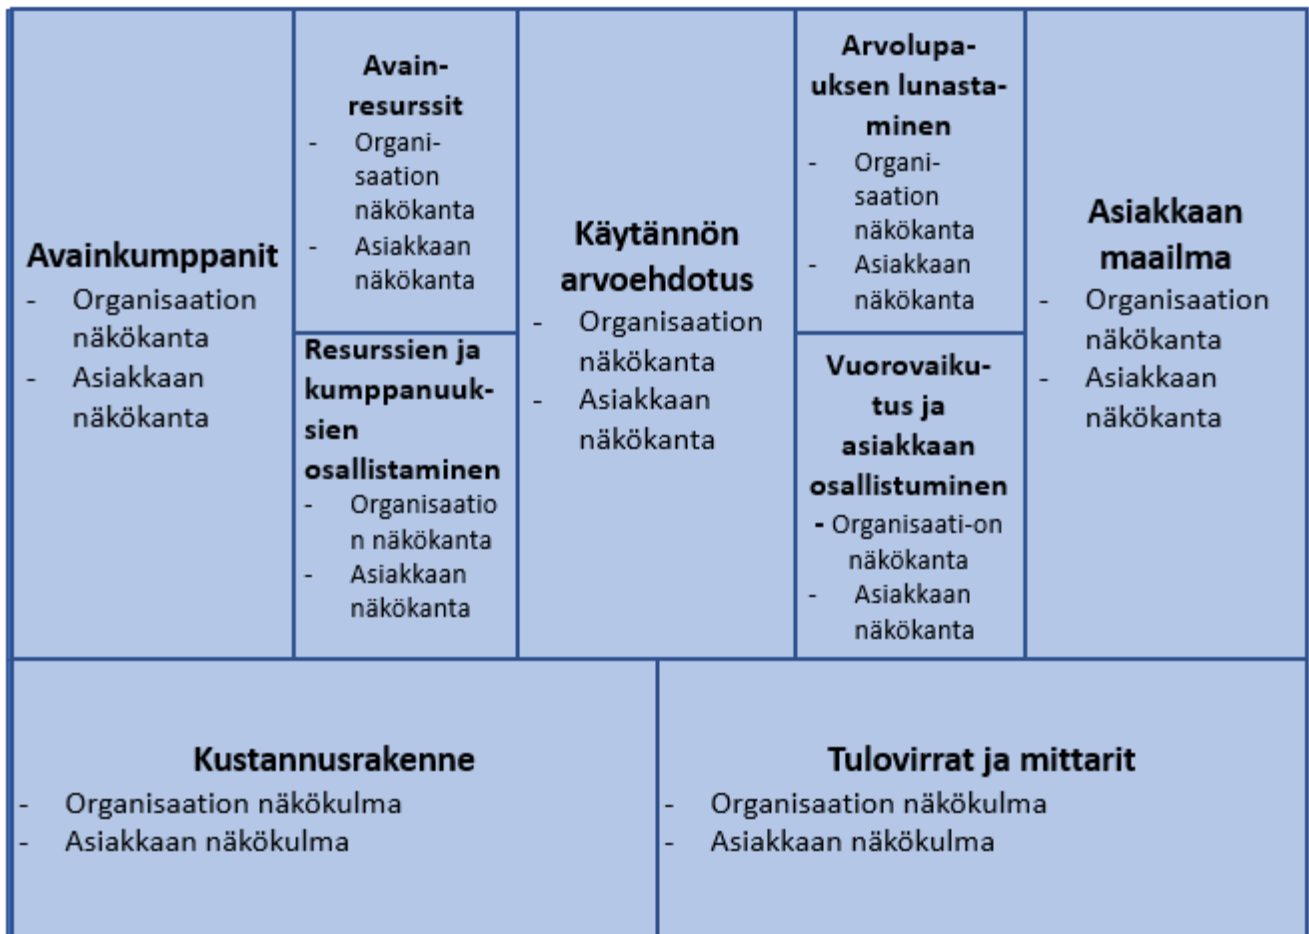 Avainkumppanit
- Organisaation
näkökanta
- Asiakkaan
näkökanta
Avain-
resurssit
- Organi-
saation
näkökanta
- Asiakkaan
näkökanta
Resurssien ja
kumppanuuk-
sien
osallistaminen
- Organisaatio
n näkökanta
- Asiakkaan
näkökanta
Käytännön
arvoehdotus
- Organisaation
näkökanta
- Asiakkaan
näkökanta
Arvolupa-
uksen lunasta-
minen
- Organi-
saation
näkökanta
- Asiakkaan
näkökanta
Vuorovaiku-
tus ja
asiakkaan
osallistuminen
- Organisaati-on
näkökanta
- Asiakkaan
näkökanta
Asiakkaan
maailma
- Organisaation
näkökanta
- Asiakkaan
näkökanta
Kustannusrakenne
- Organisaation näkökulma
- Asiakkaan näkökulma
Tulovirrat ja mittarit
- Organisaation näkökulma
- Asiakkaan näkökulma